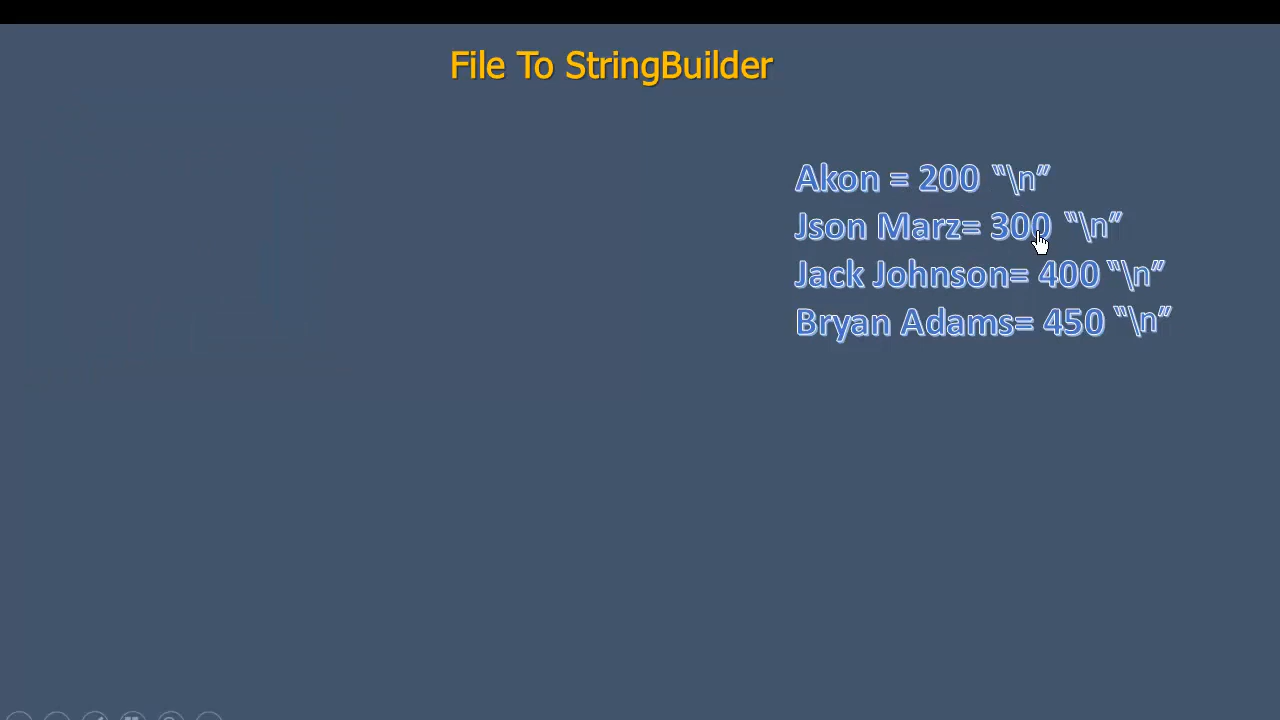 File To StringBuilder
Akon = 200 “\n”
Json Marz= 300 “\n”
Jack Johnson= 400 “\n”
Bryan Adams= 450 “\n”